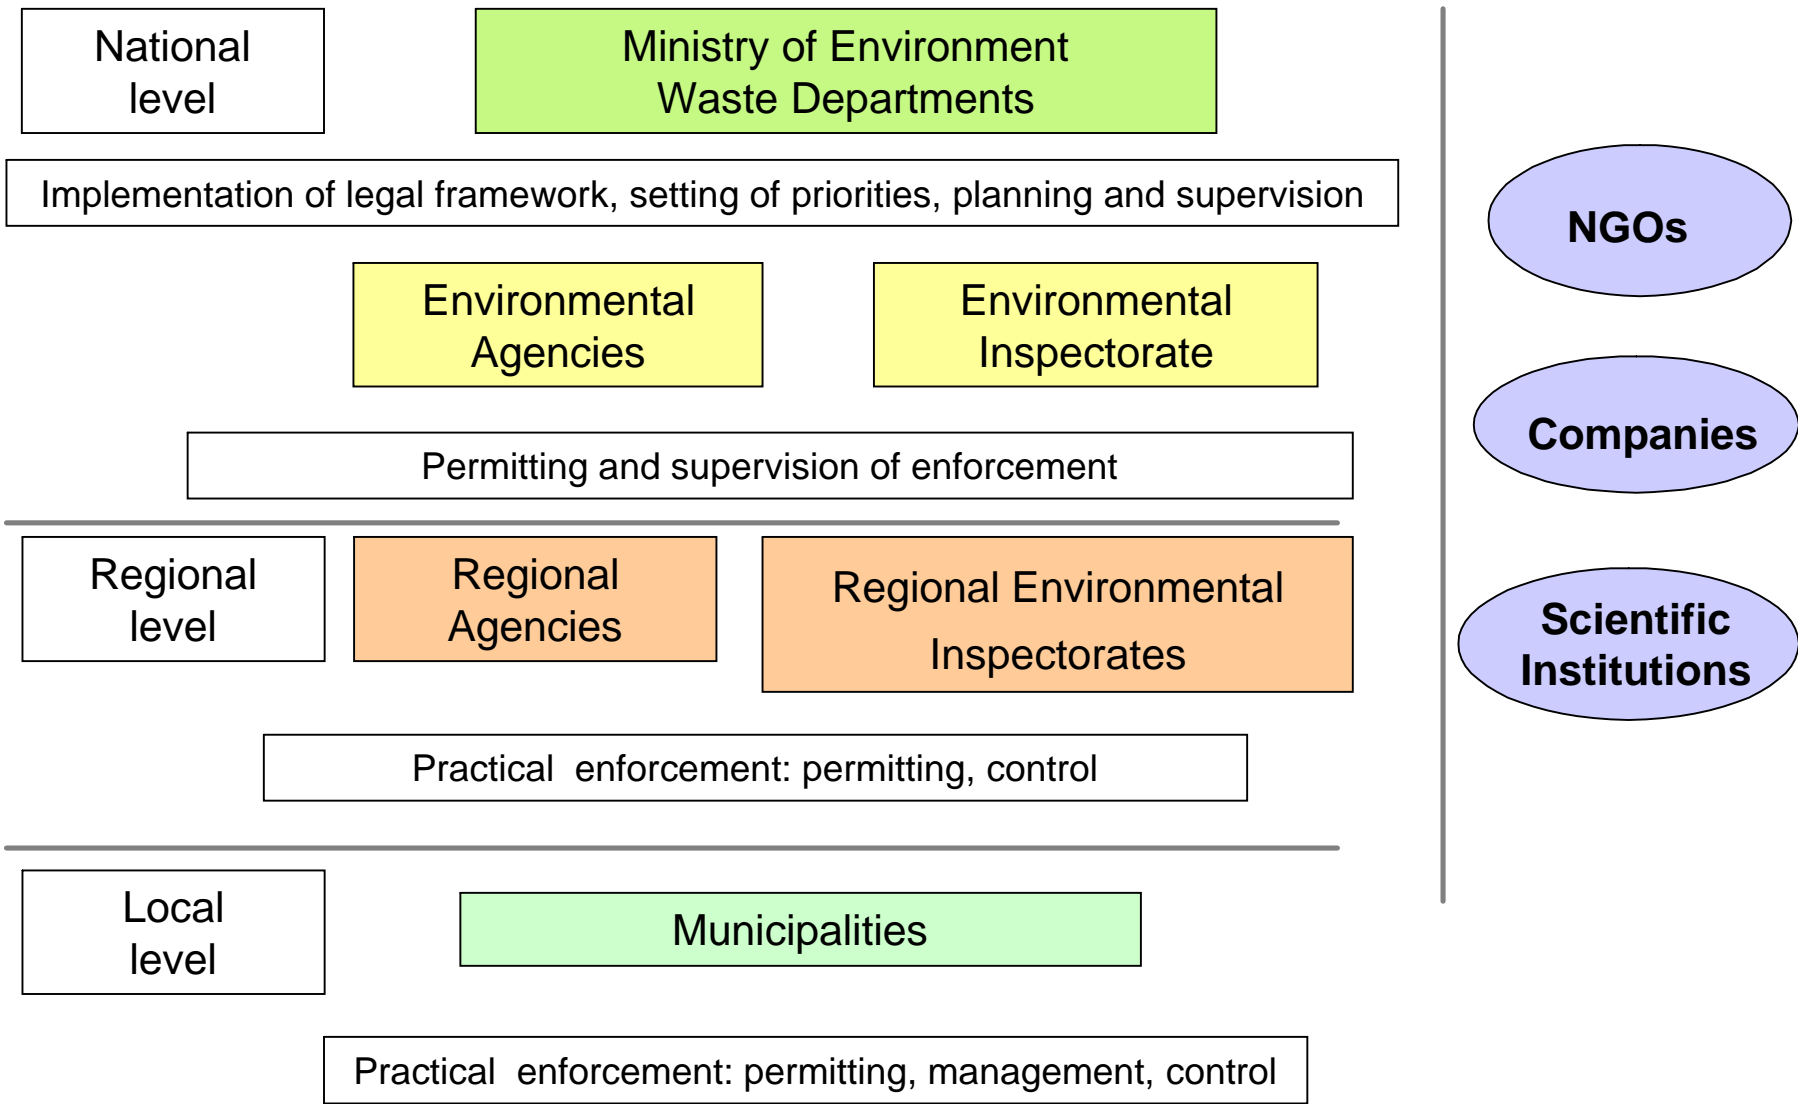 National
level
Ministry of Environment
Waste Departments
Implementation of legal framework, setting of priorities, planning and supervision
Environmental
Agencies
Environmental
Inspectorate
Permitting and supervision of enforcement
Regional
level
Regional
Agencies
Regional Environmental
Inspectorates
Practical  enforcement: permitting, control
Local
level
Municipalities
Practical  enforcement: permitting, management, control
NGOs
Companies
Scientific
Institutions